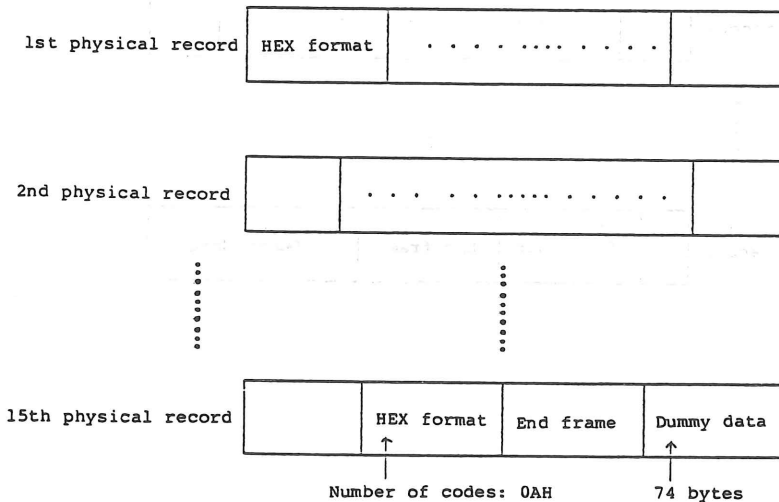 1st physical record HEX format . . . . .... . . . .
2nd physical record . . . . . ..... . . . . . .
15th physical record HEX format End frame Dummy data
Number of codes: 0AH 74 bytes